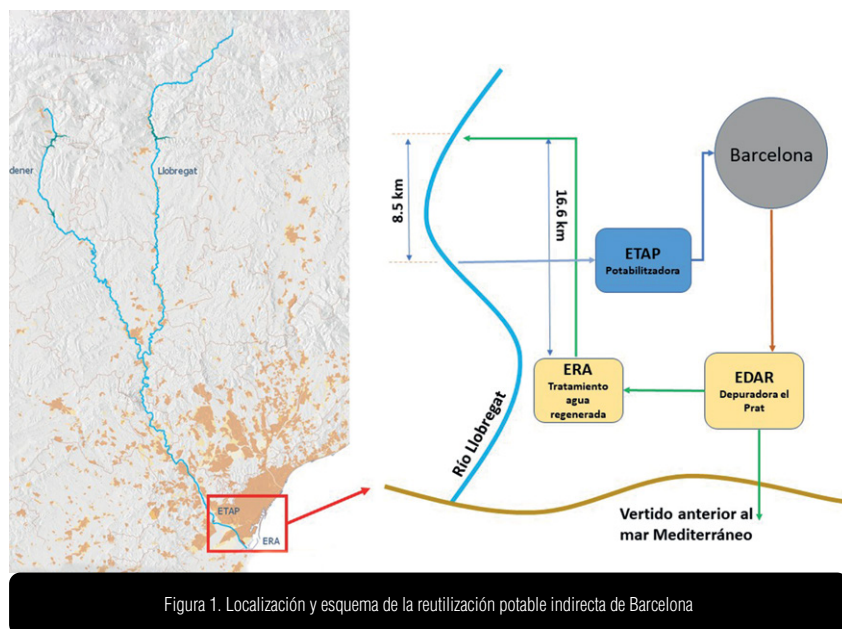 dener
Llobregat
ETAP
ERA
8.5 km
16.6 km
Barcelona
ETAP
Potabilitzadora
ERA
Tratamiento
agua
regenerada
EDAR
Depuradora el
Prat
Río Llobregat
Vertido anterior al
mar Mediterráneo
Figura 1. Localización y esquema de la reutilización potable indirecta de Barcelona